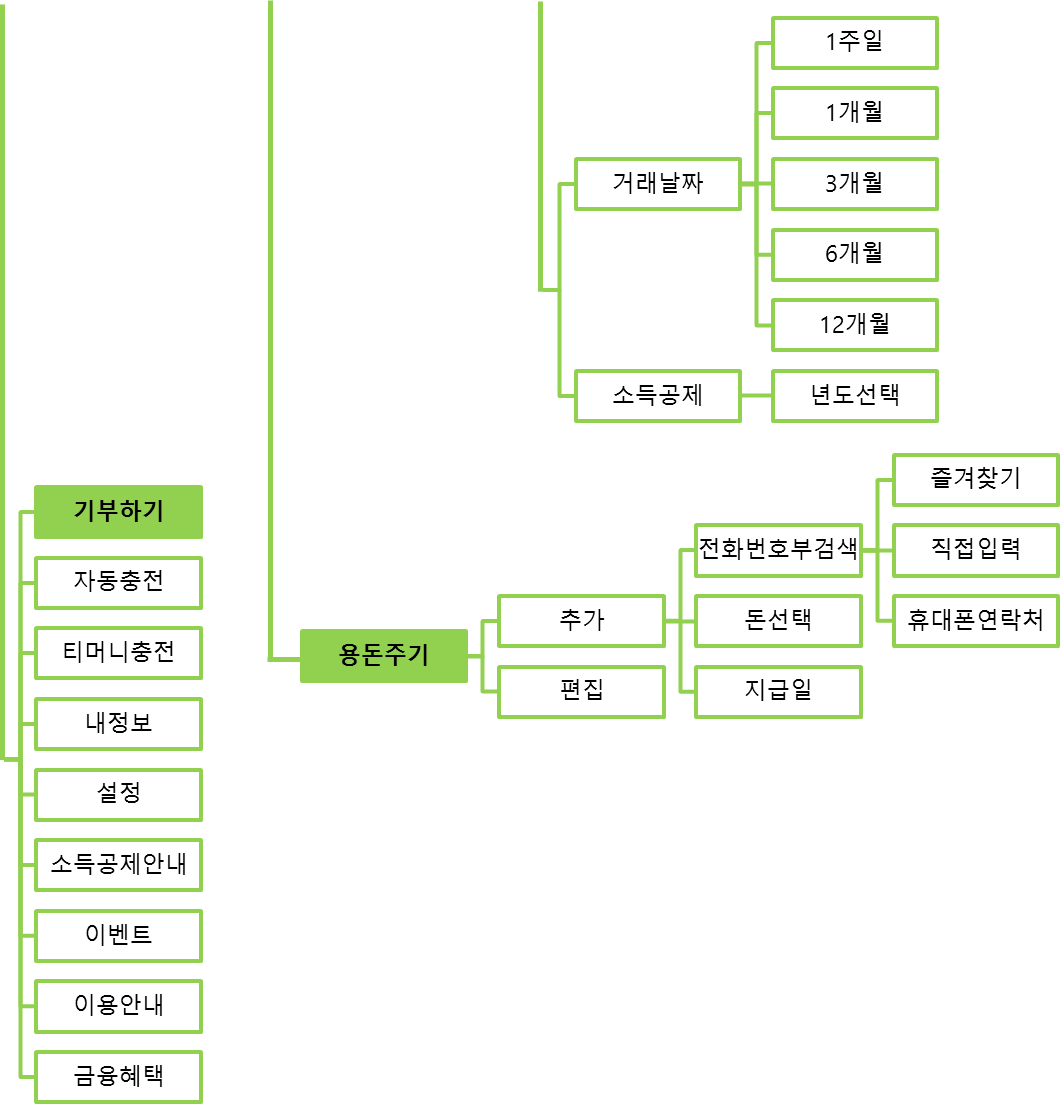 1주일
1개월
거래날짜
3개월
6개월
12개월
소득공제
년도선택
즐겨찾기
전화번호부검색
직접입력
추가
돈선택
휴대폰연락처
용돈주기
편집
지급일
기부하기
자동충전
티머니충전
내정보
설정
소득공제안내
이벤트
이용안내
금융혜택